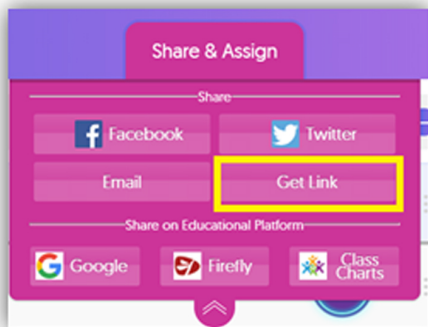 Share & Assign
Share
Facebook Twitter
Email Get Link
Share on Educational Platform
Google Firefly Class
Charts